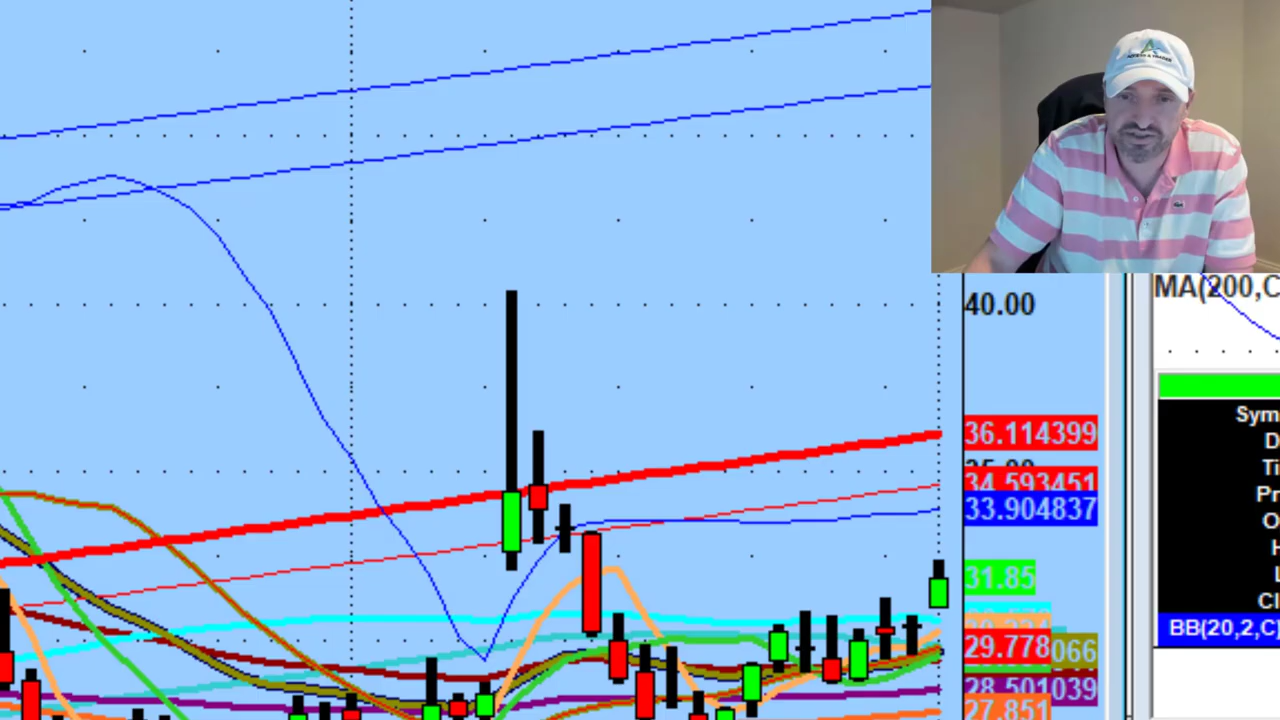 40.00
MA(200,C
36.114399
34.593451
33.904837
31.85
29.778
066
28.501039
27.851
Sym
D
Ti
Pr
O
H
L
Cl
BB(20,2,C)